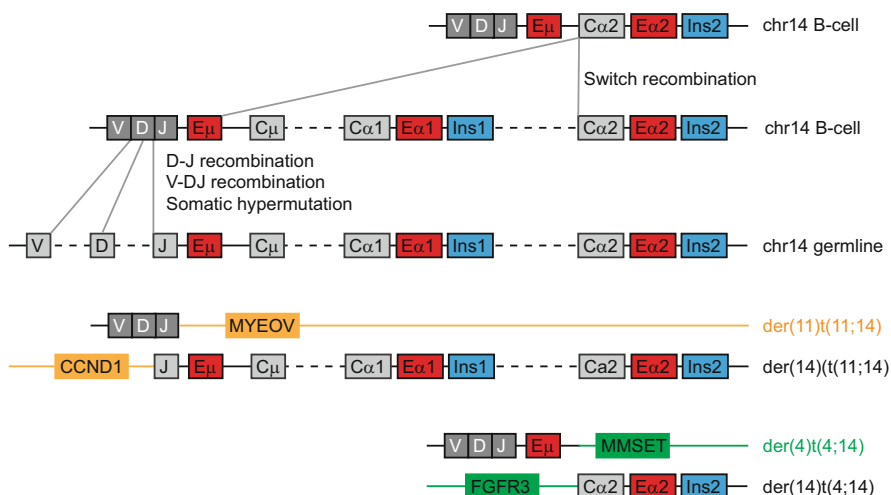 V D J Eμ Cα2 Eα2 Ins2 chr14 B-cell
Switch recombination
V D J Eμ Cμ Cα1 Eα1 Ins1 Cα2 Eα2 Ins2 chr14 B-cell
D-J recombination
V-DJ recombination
Somatic hypermutation
V D J Eμ Cμ Cα1 Eα1 Ins1 Cα2 Eα2 Ins2 chr14 germline
V D J MYEOV der(11)t(11;14)
CCND1 J Eμ Cμ Cα1 Eα1 Ins1 Ca2 Eα2 Ins2 der(14)(t(11;14)
V D J Eμ MMSET der(4)t(4;14)
FGFR3 Cα2 Eα2 Ins2 der(14)t(4;14)